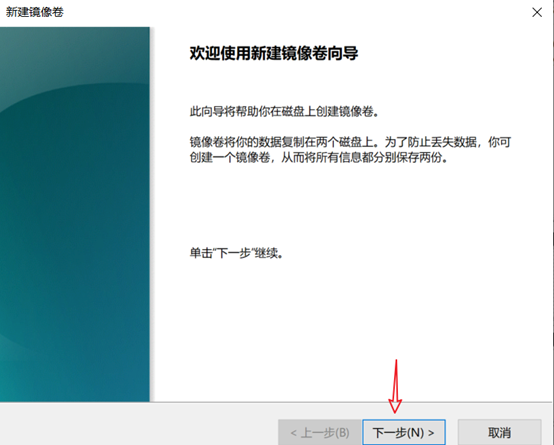 新建镜像卷
欢迎使用新建镜像卷向导
此向导将帮助你在磁盘上创建镜像卷。
镜像卷将你的数据复制在两个磁盘上。为了防止丢失数据，你可
创建一个镜像卷，从而将所有信息都分别保存两份。
单击"下一步"继续。
< 上一步(B) 下一步(N) > 取消